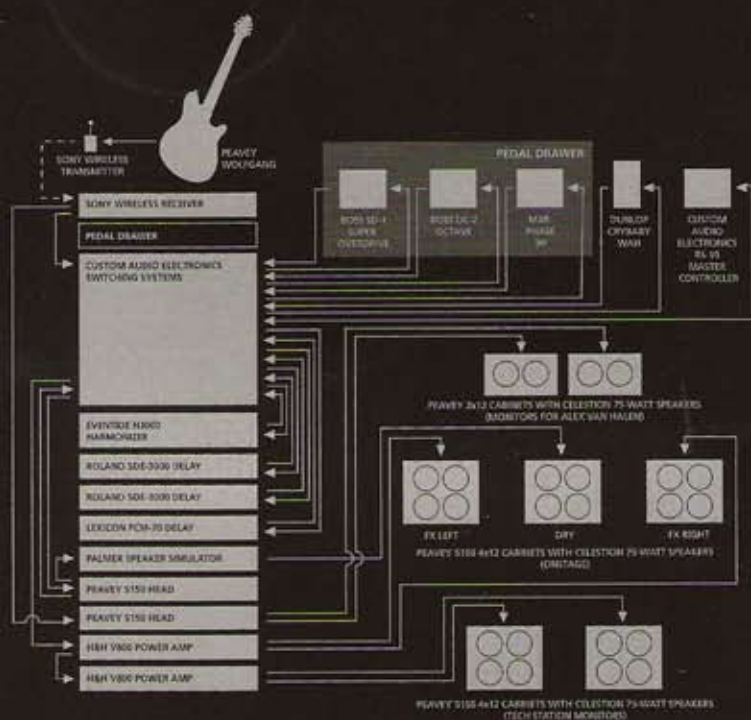 SONY WIRELESS
TRANSMITTER
PEAVEY
WOLFGANG
SONY WIRELESS RECEIVER
PEDAL DRAWER
CUSTOM AUDIO ELECTRONICS
SWITCHING SYSTEMS
EVENTIDE H3000
HARMONIZER
ROLAND SDE-3000 DELAY
ROLAND SDE-3000 DELAY
LEXICON PCM-70 DELAY
PALMER SPEAKER SIMULATOR
PEAVEY 5150 HEAD
PEAVEY 5150 HEAD
H&H V800 POWER AMP
H&H V800 POWER AMP
PEDAL DRAWER
BOSS SD-1
SUPER
OVERDRIVE
BOSS OC-2
OCTAVE
MXR
PHASE
90
DUNLOP
CRYBABY
WAH
CUSTOM
AUDIO
ELECTRONICS
MASTER
CONTROLLER
PEAVEY 2x12 CABINETS WITH CELESTION 75-WATT SPEAKERS
(MONITORS FOR ALEX VAN HALEN)
FX LEFT
DRY
FX RIGHT
PEAVEY 5150 4x12 CABINETS WITH CELESTION 75-WATT SPEAKERS
(ONSTAGE)
PEAVEY 5150 4x12 CABINETS WITH CELESTION 75-WATT SPEAKERS
(TECH STATION MONITORS)